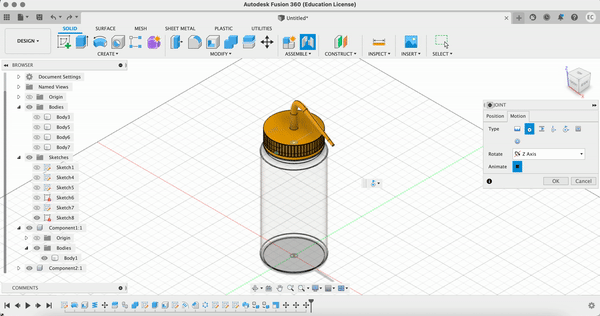 Autodesk Fusion 360 (Education License)
Untitled*
EC
SOLID SURFACE MESH SHEET METAL PLASTIC UTILITIES
DESIGN
CREATE MODIFY ASSEMBLE CONSTRUCT INSPECT INSERT SELECT
BROWSER
Document Settings
Named Views
Origin
Bodies
Body3
Body5
Body6
Body7
Sketches
Sketch1
Sketch4
Sketch5
Sketch6
Sketch7
Sketch8
Component1:1
Origin
Bodies
Body1
Component2:1
COMMENTS
JOINT
Position Motion
Type
Rotate Z Axis
Animate
OK Cancel